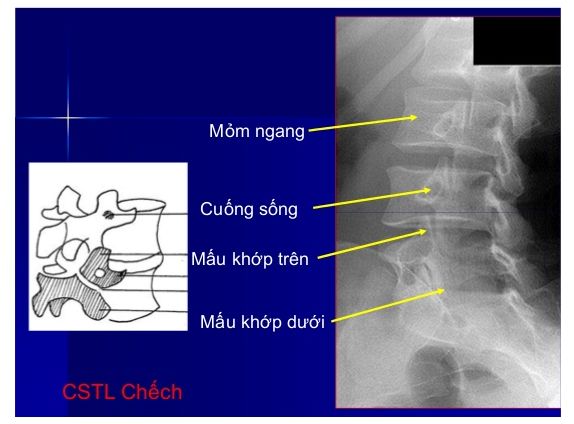 Mỏm ngang
Cuống sống
Mấu khớp trên
Mấu khớp dưới
CSTL Chếch